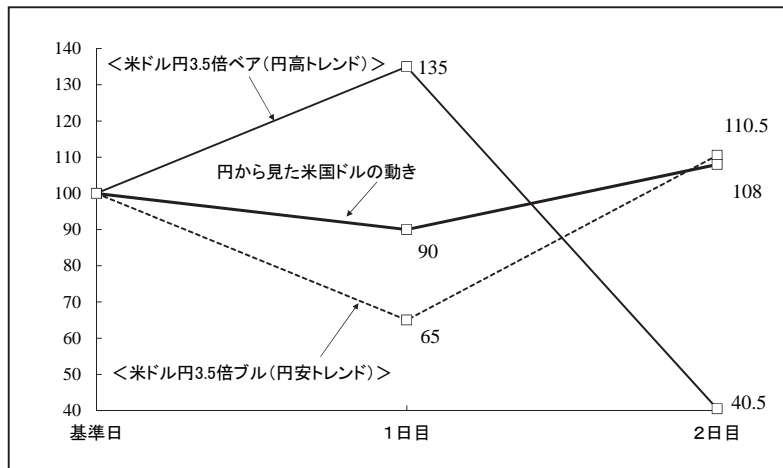 140
130
120
110
100
90
80
70
60
50
40
＜米ドル円3.5倍ベア（円高トレンド）＞
135
110.5
円から見た米国ドルの動き
108
90
65
＜米ドル円3.5倍ブル（円安トレンド）＞
40.5
基準日
１日目
２日目